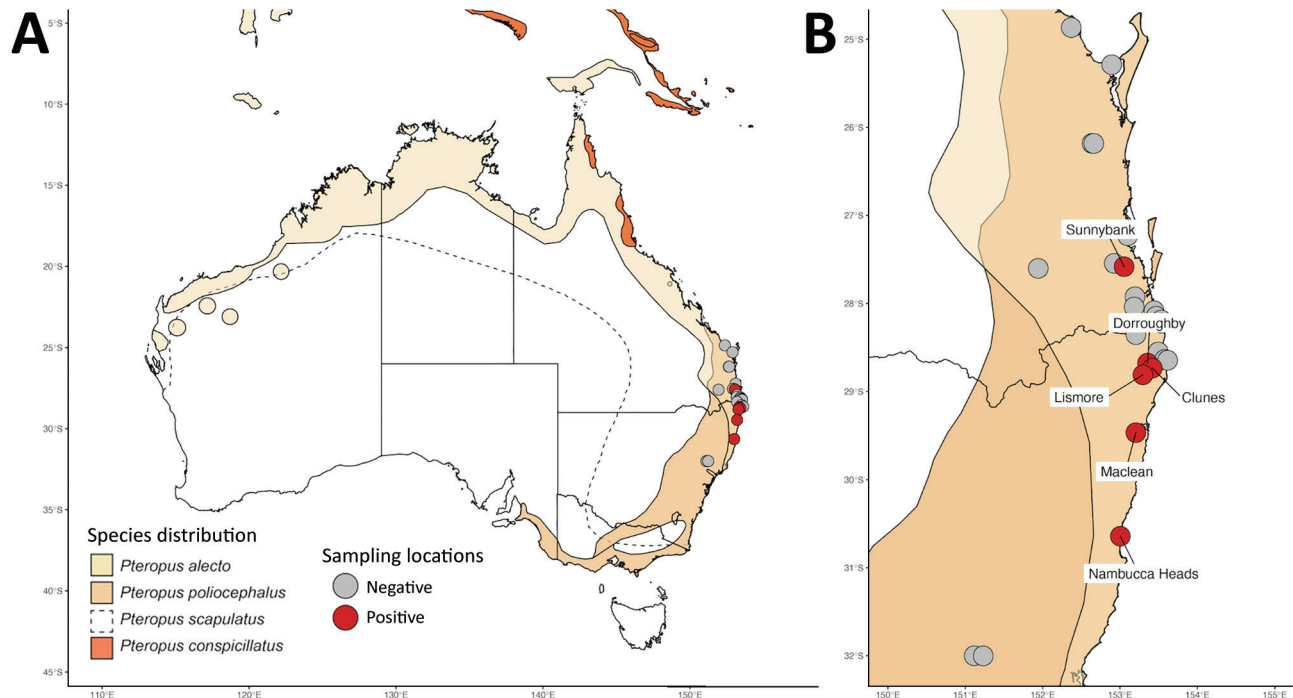 A
5°S
10°S
15°S
20°S
25°S
30°S
35°S
40°S
45°S
110°E
120°E
130°E
140°E
150°E
Species distribution
Pteropus alecto
Pteropus poliocephalus
Pteropus scapulatus
Pteropus conspicillatus
Sampling locations
Negative
Positive
B
25°S
26°S
27°S
28°S
29°S
30°S
31°S
32°S
150°E
151°E
152°E
153°E
154°E
155°E
Sunnybank
Dorroughby
Lismore
Clunes
Maclean
Nambucca Heads